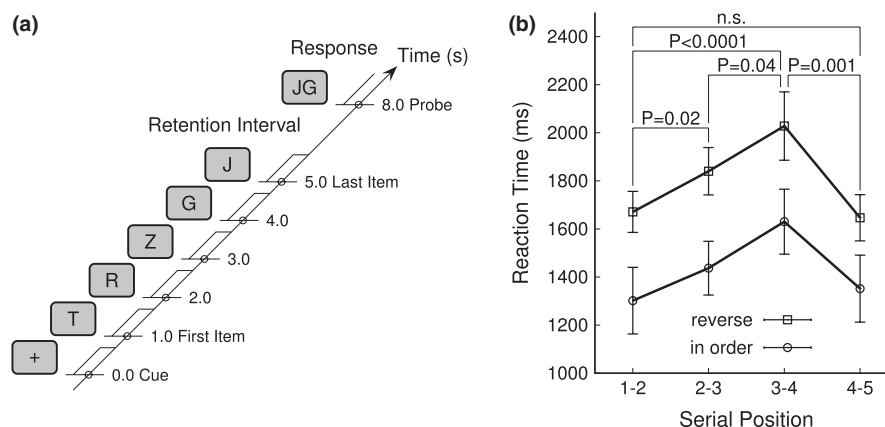 (a)
Response
Time (s)
JG
8.0 Probe
Retention Interval
J
5.0 Last Item
G
4.0
Z
3.0
R
2.0
T
1.0 First Item
+
0.0 Cue
(b)
n.s.
P<0.0001
P=0.04
P=0.001
P=0.02
Reaction Time (ms)
2400
2200
2000
1800
1600
1400
1200
1000
reverse
in order
1-2
2-3
3-4
4-5
Serial Position